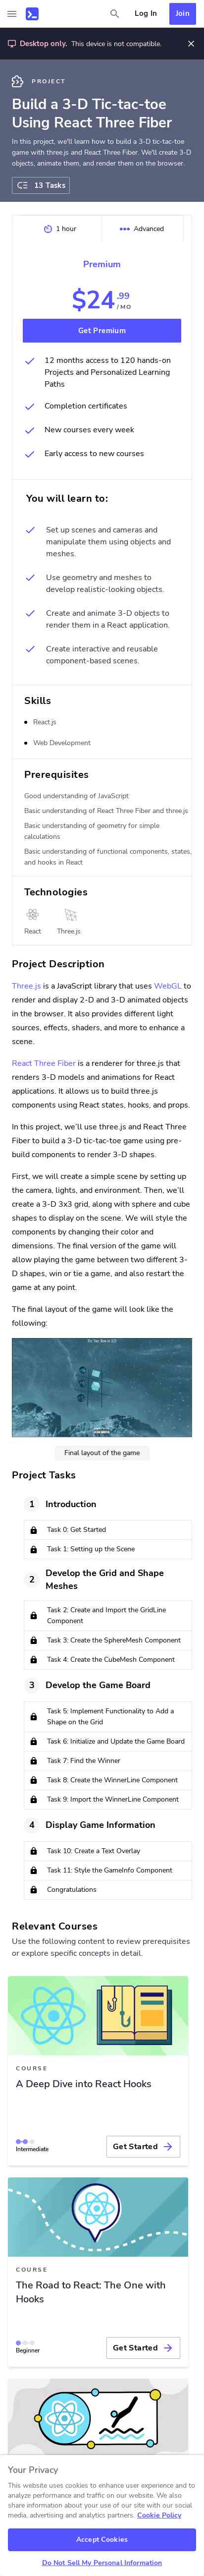 Log In
Join
Desktop only. This device is not compatible.
PROJECT
Build a 3-D Tic-tac-toe
Using React Three Fiber
In this project, we'll learn how to build a 3-D tic-tac-toe
game with three.js and React Three Fiber. We'll create 3-D
objects, animate them, and render them on the browser.
13 Tasks
1 hour
Advanced
Premium
$24.99
/MO
Get Premium
12 months access to 120 hands-on
Projects and Personalized Learning
Paths
Completion certificates
New courses every week
Early access to new courses
You will learn to:
Set up scenes and cameras and
manipulate them using objects and
meshes.
Use geometry and meshes to
develop realistic-looking objects.
Create and animate 3-D objects to
render them in a React application.
Create interactive and reusable
component-based scenes.
Skills
React.js
Web Development
Prerequisites
Good understanding of JavaScript
Basic understanding of React Three Fiber and three.js
Basic understanding of geometry for simple
calculations
Basic understanding of functional components, states,
and hooks in React
Technologies
React
Three.js
Project Description
Three.js is a JavaScript library that uses WebGL to
render and display 2-D and 3-D animated objects
in the browser. It also provides different light
sources, effects, shaders, and more to enhance a
scene.
React Three Fiber is a renderer for three.js that
renders 3-D models and animations for React
applications. It allows us to build three.js
components using React states, hooks, and props.
In this project, we'll use three.js and React Three
Fiber to build a 3-D tic-tac-toe game using pre-
build components to render 3-D shapes.
First, we will create a simple scene by setting up
the camera, lights, and environment. Then, we'll
create a 3-D 3x3 grid, along with sphere and cube
shapes to display on the scene. We will style the
components by changing their color and
dimensions. The final version of the game will
allow playing the game between two different 3-
D shapes, win or tie a game, and also restart the
game at any point.
The final layout of the game will look like the
following:
Final layout of the game
Project Tasks
1
Introduction
Task 0: Get Started
Task 1: Setting up the Scene
2
Develop the Grid and Shape
Meshes
Task 2: Create and Import the GridLine
Component
Task 3: Create the SphereMesh Component
Task 4: Create the CubeMesh Component
3
Develop the Game Board
Task 5: Implement Functionality to Add a
Shape on the Grid
Task 6: Initialize and Update the Game Board
Task 7: Find the Winner
Task 8: Create the WinnerLine Component
Task 9: Import the WinnerLine Component
4
Display Game Information
Task 10: Create a Text Overlay
Task 11: Style the GameInfo Component
Congratulations
Relevant Courses
Use the following content to review prerequisites
or explore specific concepts in detail.
COURSE
A Deep Dive into React Hooks
Intermediate
Get Started
COURSE
The Road to React: The One with
Hooks
Beginner
Get Started
Your Privacy
This website uses cookies to enhance user experience and to
analyze performance and traffic on our website. We also
share information about your use of our site with our social
media, advertising and analytics partners. Cookie Policy
Accept Cookies
Do Not Sell My Personal Information